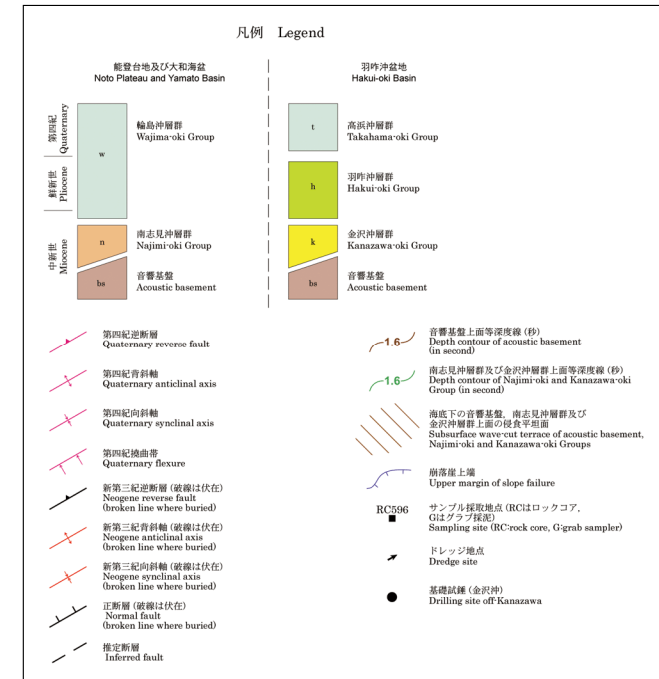 凡例 Legend
能登台地及び大和海盆
Noto Plateau and Yamato Basin
羽咋沖盆地
Hakui-oki Basin
第四紀
Quaternary
鮮新世
Pliocene
中新世
Miocene
w
輪島沖層群
Wajima-oki Group
n
南志見沖層群
Najimi-oki Group
bs
音響基盤
Acoustic basement
t
高浜沖層群
Takahama-oki Group
h
羽咋沖層群
Hakui-oki Group
k
金沢沖層群
Kanazawa-oki Group
bs
音響基盤
Acoustic basement
第四紀逆断層
Quaternary reverse fault
第四紀背斜軸
Quaternary anticlinal axis
第四紀向斜軸
Quaternary synclinal axis
第四紀撓曲帯
Quaternary flexure
新第三紀逆断層 (破線は伏在)
Neogene reverse fault
(broken line where buried)
新第三紀背斜軸 (破線は伏在)
Neogene anticlinal axis
(broken line where buried)
新第三紀向斜軸 (破線は伏在)
Neogene synclinal axis
(broken line where buried)
正断層 (破線は伏在)
Normal fault
(broken line where buried)
推定断層
Inferred fault
1.6
音響基盤上面等深度線 (秒)
Depth contour of acoustic basement
(in second)
1.6
南志見沖層群及び金沢沖層群上面等深度線 (秒)
Depth contour of Najimi-oki and Kanazawa-oki
Group (in second)
海底下の音響基盤, 南志見沖層群及び
金沢沖層群上面の侵食平坦面
Subsurface wave-cut terrace of acoustic basement,
Najimi-oki and Kanazawa-oki Groups
崩落崖上端
Upper margin of slope failure
RC596
サンプル採取地点 (RCはロックコア,
Gはグラブ採泥)
Sampling site (RC:rock core, G:grab sampler)
ドレッジ地点
Dredge site
基礎試錐 (金沢沖)
Drilling site off-Kanazawa